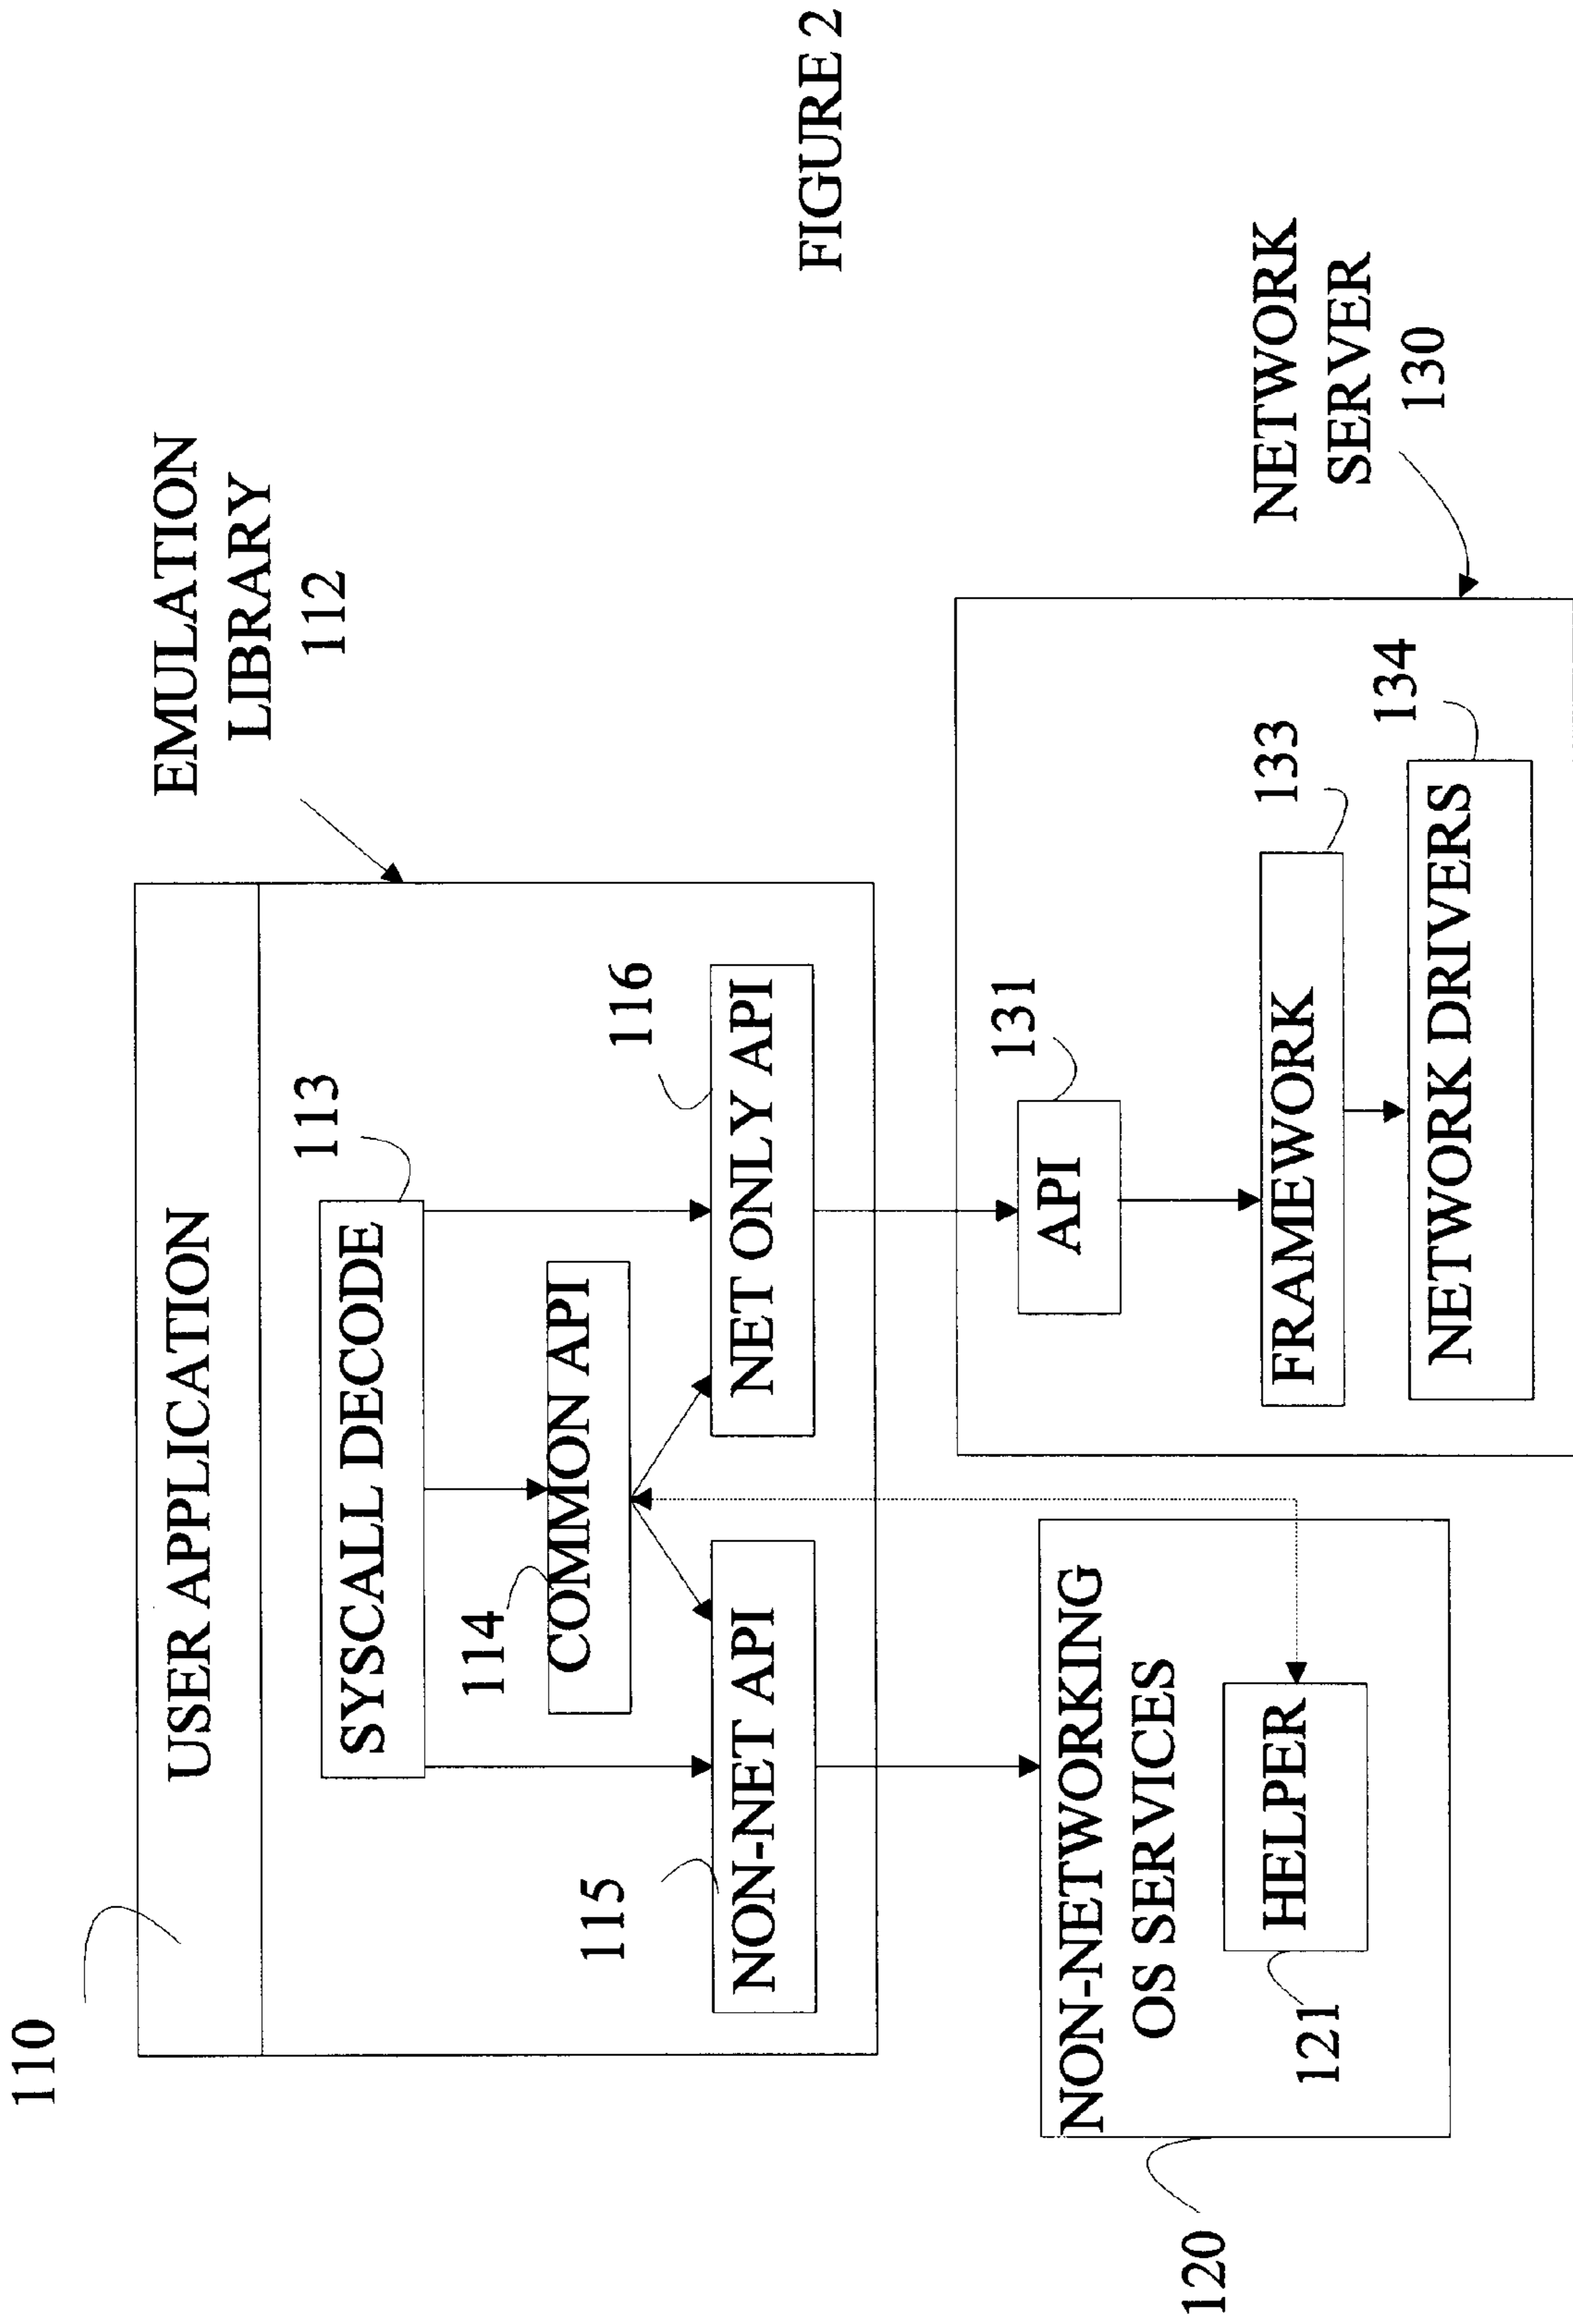 110
USER APPLICATION
EMULATION
LIBRARY
112
SYSCALL DECODE
113
114
COMMON API
115
NON-NET API
116
NET ONLY API
FIGURE 2
120
NON-NETWORKING
OS SERVICES
HELPER
121
API
131
FRAMEWORK
133
NETWORK DRIVERS
134
NETWORK
SERVER
130